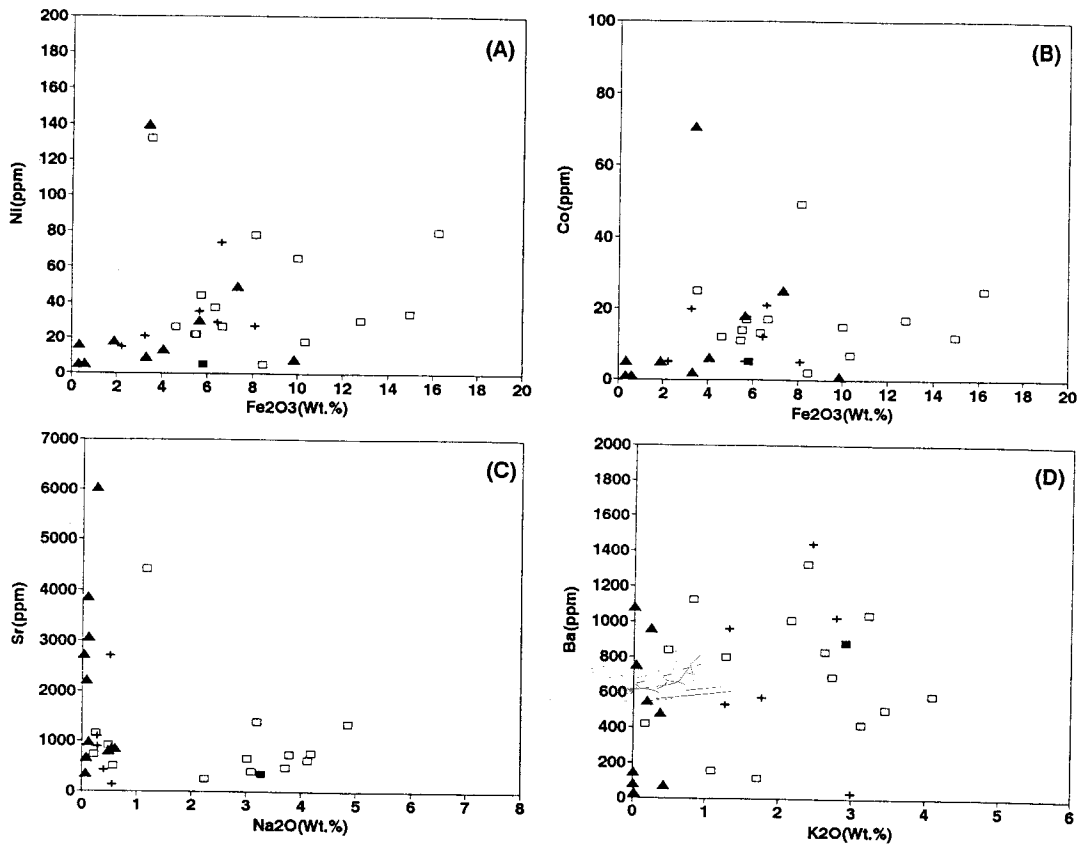 (A)
Ni(ppm)
200
180
160
140
120
100
80
60
40
20
0
0 2 4 6 8 10 12 14 16 18 20
Fe2O3(Wt.%)
(B)
Co(ppm)
100
80
60
40
20
0
0 2 4 6 8 10 12 14 16 18 20
Fe2O3(Wt.%)
(C)
Sr(ppm)
7000
6000
5000
4000
3000
2000
1000
0
0 1 2 3 4 5 6 7 8
Na2O(Wt.%)
(D)
Ba(ppm)
2000
1800
1600
1400
1200
1000
800
600
400
200
0
0 1 2 3 4 5 6
K2O(Wt.%)